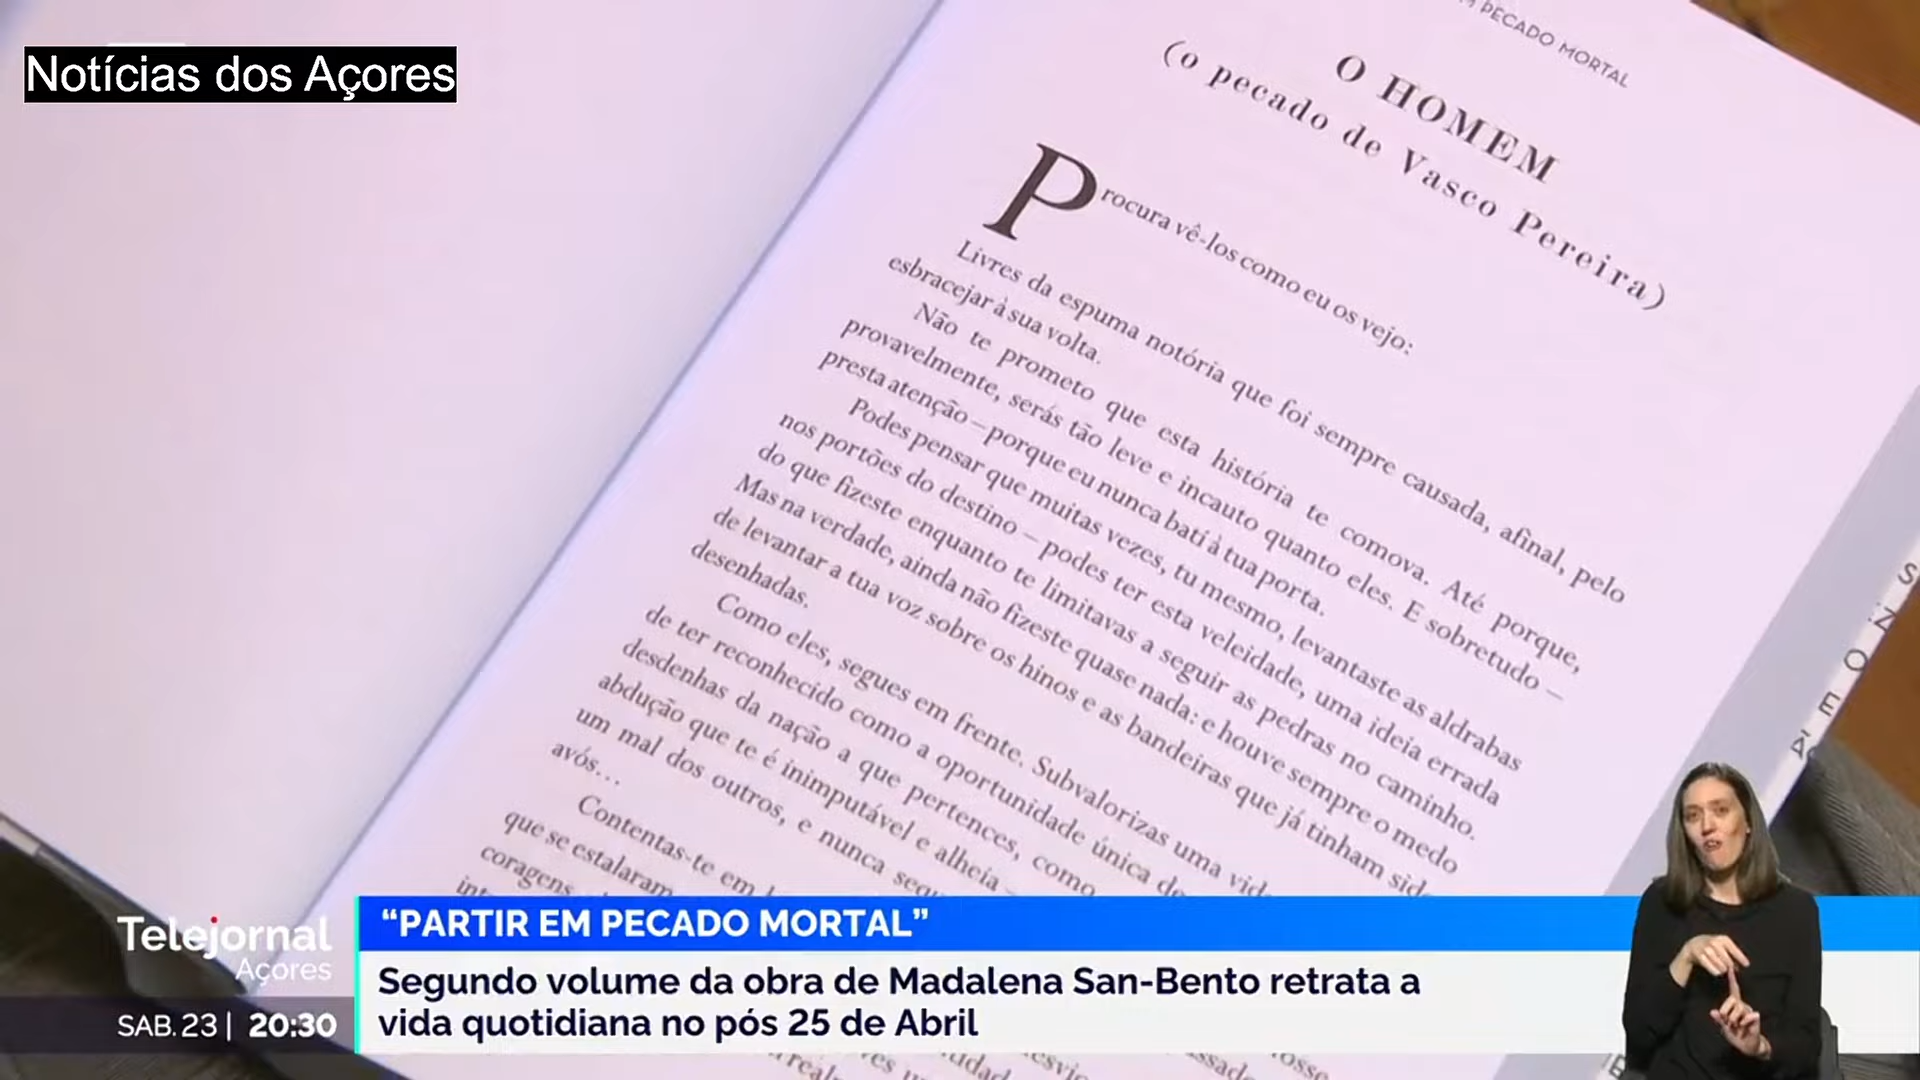 Notícias dos Açores
PECADO MORTAL
O HOMEM
(o pecado de Vasco Pereira)
Procura vê-los como eu os vejo:
Livres da espuma notória que foi sempre causada, afinal, pelo
esbracejar à sua volta.
Não te prometo que esta história te comova. Até porque,
provavelmente, serás tão leve e incauto quanto eles. E sobretudo –
presta atenção – porque eu nunca bati à tua porta.
Podes pensar que muitas vezes, tu mesmo, levantaste as aldrabas
nos portões do destino – podes ter esta veleidade, uma ideia errada
do que fizeste enquanto te limitavas a seguir as pedras no caminho.
Mas na verdade, ainda não fizeste quase nada: e houve sempre o medo
de levantar a tua voz sobre os hinos e as bandeiras que já tinham
desenhadas.
Como eles, segues em frente. Subvalorizas uma
de ter reconhecido como a oportunidade única
desdenhas da nação a que pertences, como
abdução que te é inimputável e alheia –
um mal dos outros, e nunca
avós…
Contentas-te em
que se estalaram
coragens
Telejornal
Açores
SAB. 23 | 20:30
“PARTIR EM PECADO MORTAL”
Segundo volume da obra de Madalena San-Bento retrata a
vida quotidiana no pós 25 de Abril